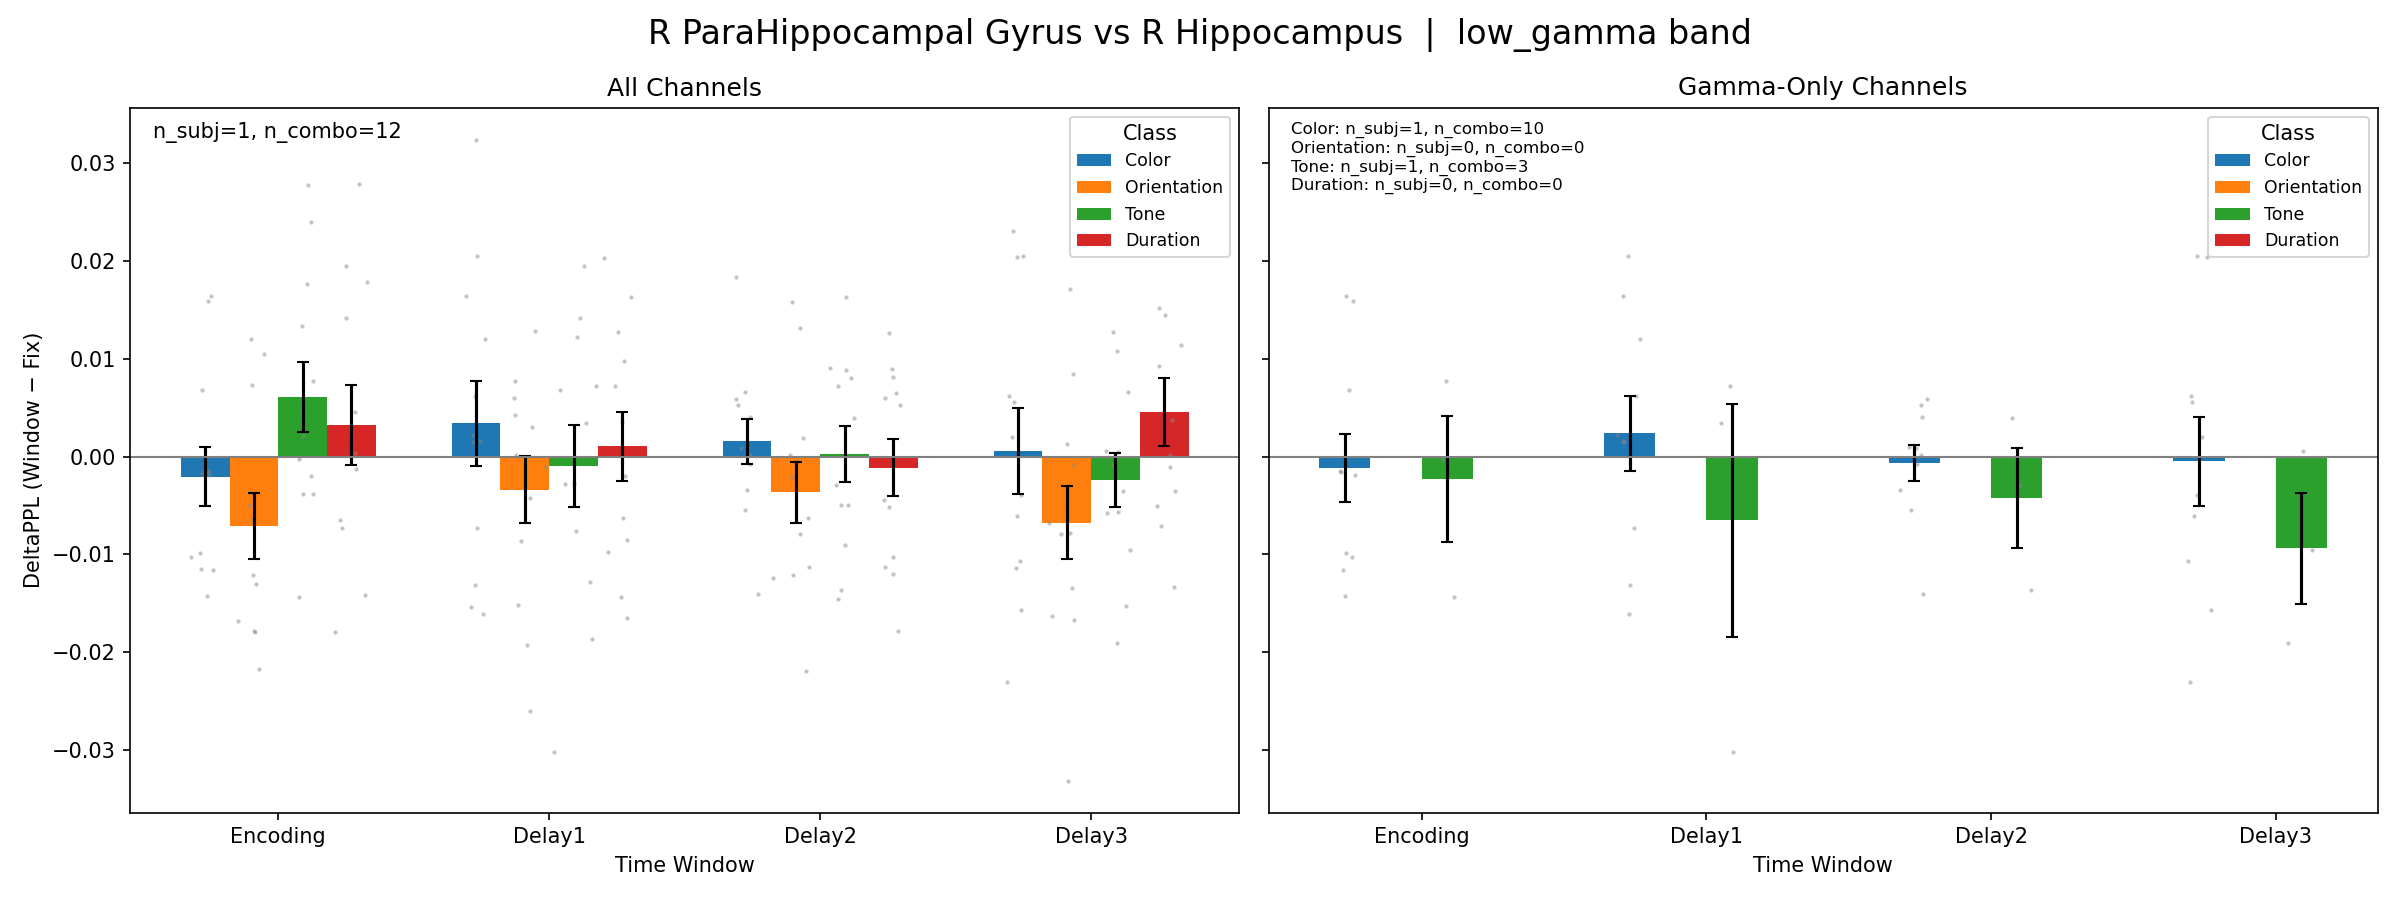 R ParaHippocampal Gyrus vs R Hippocampus | low_gamma band
All Channels
n_subj=1, n_combo=12
Class
Color
Orientation
Tone
Duration
DeltaPPL (Window − Fix)
0.03
0.02
0.01
0.00
−0.01
−0.02
−0.03
Encoding
Delay1
Delay2
Delay3
Time Window
Gamma-Only Channels
Color: n_subj=1, n_combo=10
Orientation: n_subj=0, n_combo=0
Tone: n_subj=1, n_combo=3
Duration: n_subj=0, n_combo=0
Class
Color
Orientation
Tone
Duration
Encoding
Delay1
Delay2
Delay3
Time Window